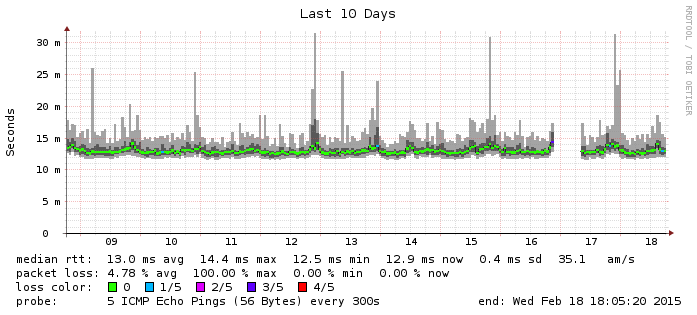 Last 10 Days
RRDTOOL / TOBI OETIKER
Seconds
30 m
25 m
20 m
15 m
10 m
5 m
0
09 10 11 12 13 14 15 16 17 18
median rtt: 13.0 ms avg 14.4 ms max 12.5 ms min 12.9 ms now 0.4 ms sd 35.1 am/s
packet loss: 4.78 % avg 100.00 % max 0.00 % min 0.00 % now
loss color: 0 1/5 2/5 3/5 4/5
probe: 5 ICMP Echo Pings (56 Bytes) every 300s end: Wed Feb 18 18:05:20 2015